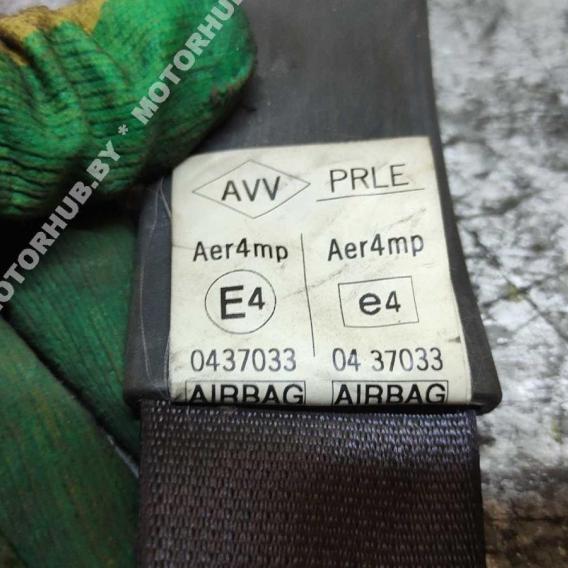 AVV PRLE
Aer4mp Aer4mp
E4 e4
0437033 04 37033
AIRBAG AIRBAG
MOTORHUB.BY * MOTORHUB